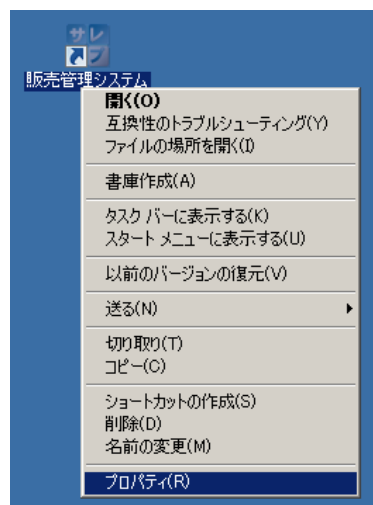 サレ
ブ
販売管理システム
開く(O)
互換性のトラブルシューティング(Y)
ファイルの場所を開く(I)
書庫作成(A)
タスク バーに表示する(K)
スタート メニューに表示する(U)
以前のバージョンの復元(V)
送る(N)
切り取り(T)
コピー(C)
ショートカットの作成(S)
削除(D)
名前の変更(M)
プロパティ(R)